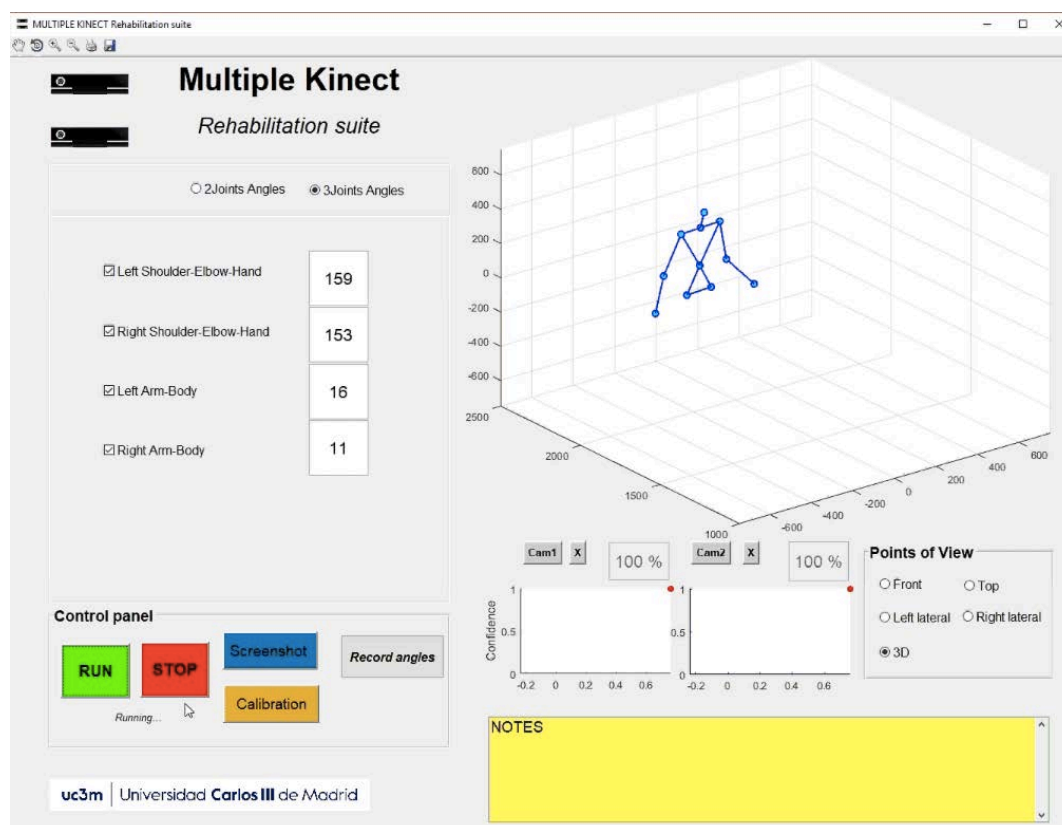 MULTIPLE KINECT Rehabilitation suite
Multiple Kinect
Rehabilitation suite
2Joints Angles 3Joints Angles
Left Shoulder-Elbow-Hand 159
Right Shoulder-Elbow-Hand 153
Left Arm-Body 16
Right Arm-Body 11
800
400
200
0
-200
-400
-600
2500
2000
1500
1000
-600
-400
-200
0
200
400
600
Cam1 X 100 %
Cam2 X 100 %
Confidence
1
0.5
0
-0.2 0 0.2 0.4 0.6
1
0.5
0
-0.2 0 0.2 0.4 0.6
Points of View
Front Top
Left lateral Right lateral
3D
Control panel
RUN STOP Screenshot Record angles
Calibration
Running...
NOTES
uc3m Universidad Carlos III de Madrid